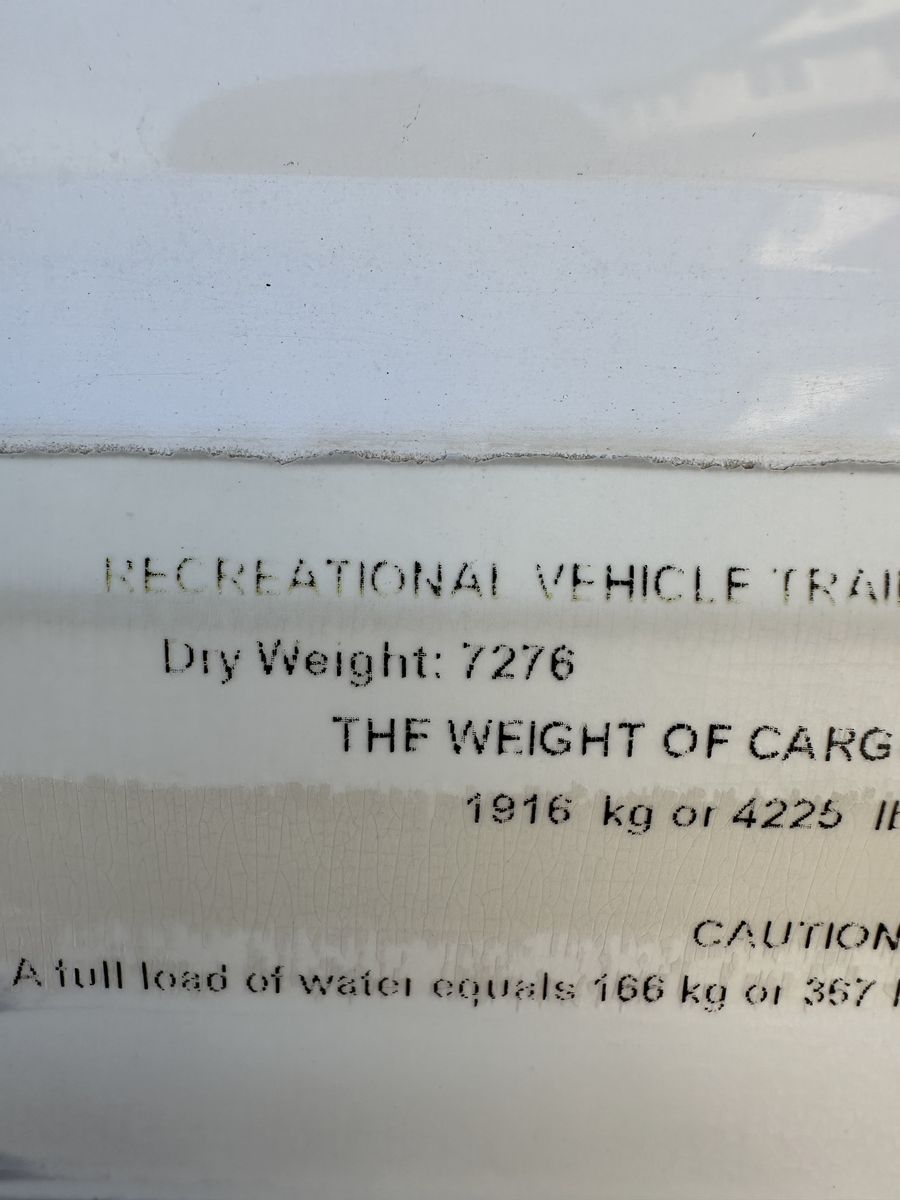 RECREATIONAL VEHICLE TRAI
Dry Weight: 7276
THE WEIGHT OF CARG
1916 kg or 4225 lb
CAUTION
A full load of water equals 166 kg or 367 l